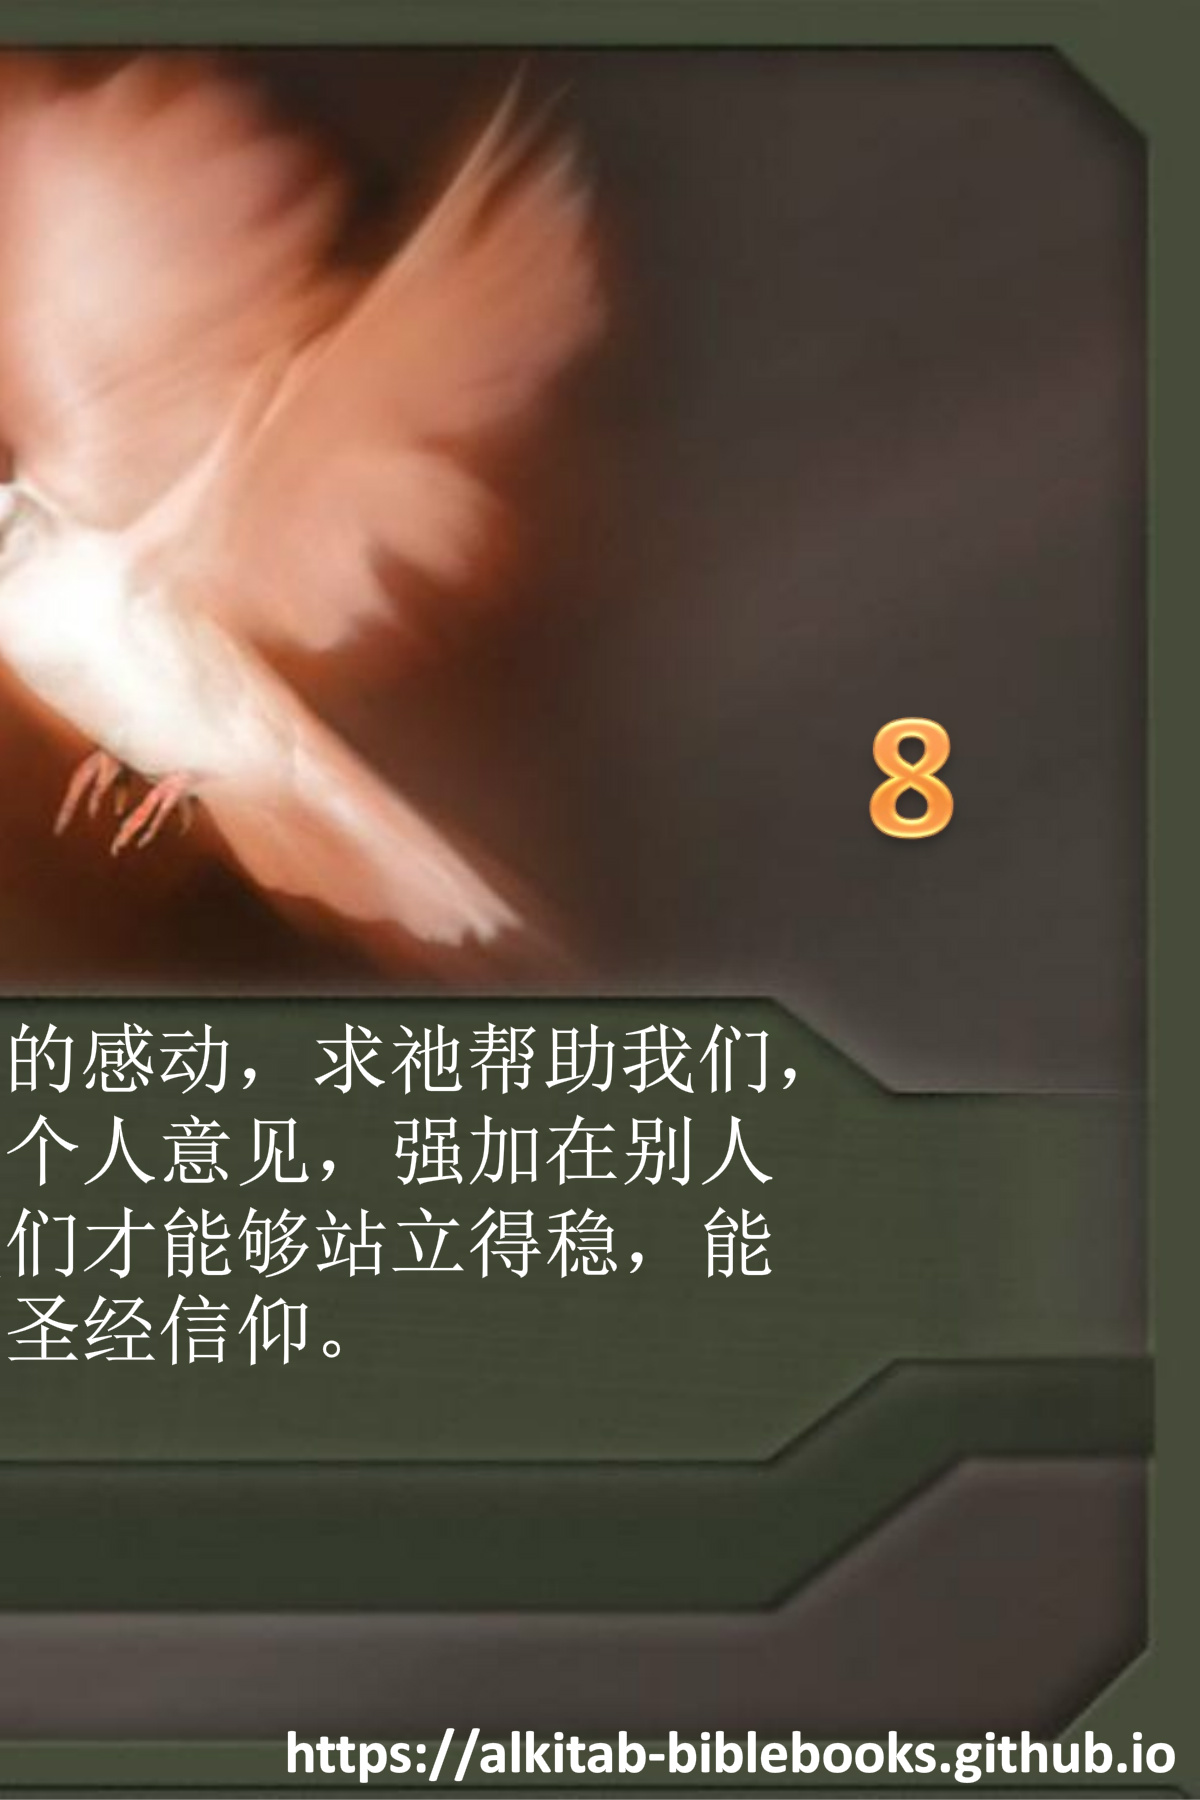 8
的感动，求祂帮助我们，
个人意见，强加在别人
们才能够站立得稳，能
圣经信仰。
https://alkitab-biblebooks.github.io